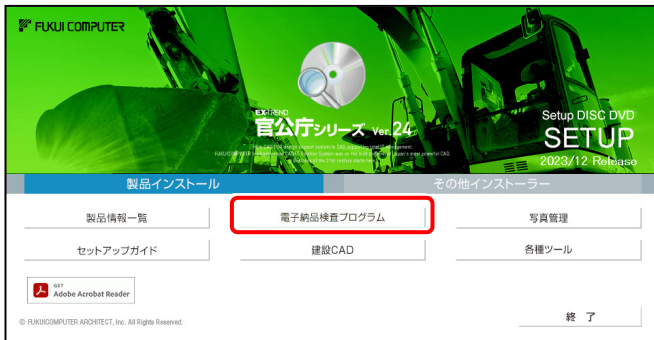 FUKUI COMPUTER
EX-TREND
官公庁シリーズ Ver.24
Setup DISC DVD
SETUP
2023/12 Release
製品インストール
その他インストーラー
製品情報一覧
電子納品検査プログラム
写真管理
セットアップガイド
建設CAD
各種ツール
GET
Adobe Acrobat Reader
© FUKUICOMPUTER ARCHITECT, Inc. All Rights Reserved.
終 了